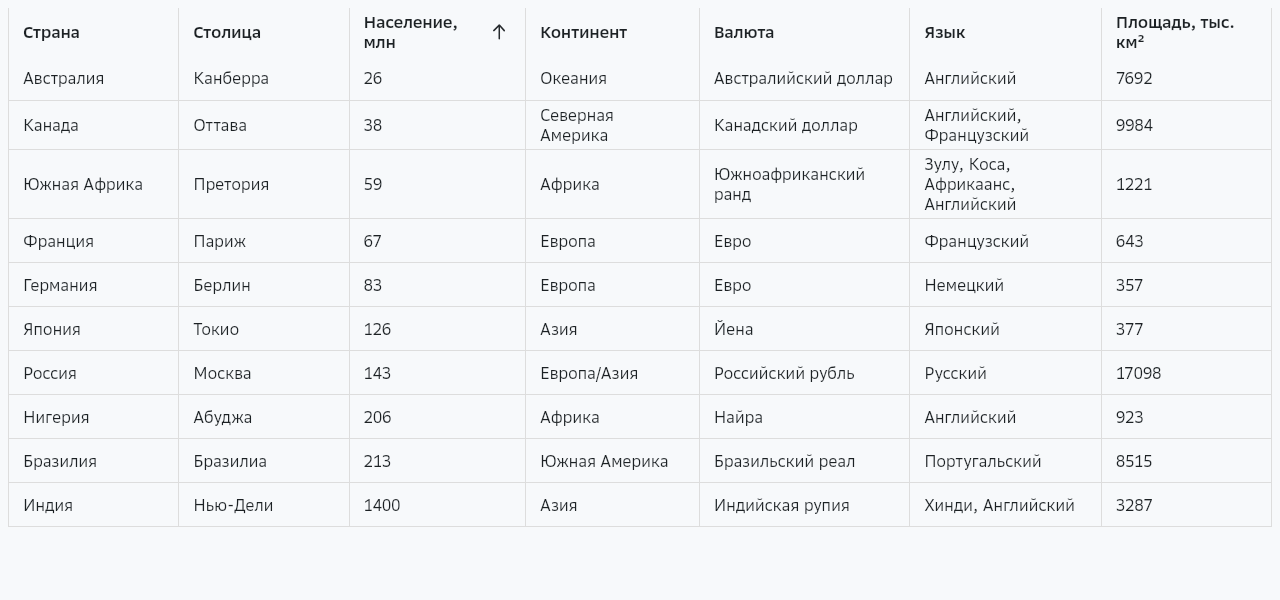 Страна Столица Население, млн Континент Валюта Язык Площадь, тыс. км²
Австралия Канберра 26 Океания Австралийский доллар Английский 7692
Канада Оттава 38 Северная Америка Канадский доллар Английский, Французский 9984
Южная Африка Претория 59 Африка Южноафриканский ранд Зулу, Коса, Африкаанс, Английский 1221
Франция Париж 67 Европа Евро Французский 643
Германия Берлин 83 Европа Евро Немецкий 357
Япония Токио 126 Азия Йена Японский 377
Россия Москва 143 Европа/Азия Российский рубль Русский 17098
Нигерия Абуджа 206 Африка Найра Английский 923
Бразилия Бразилиа 213 Южная Америка Бразильский реал Португальский 8515
Индия Нью-Дели 1400 Азия Индийская рупия Хинди, Английский 3287